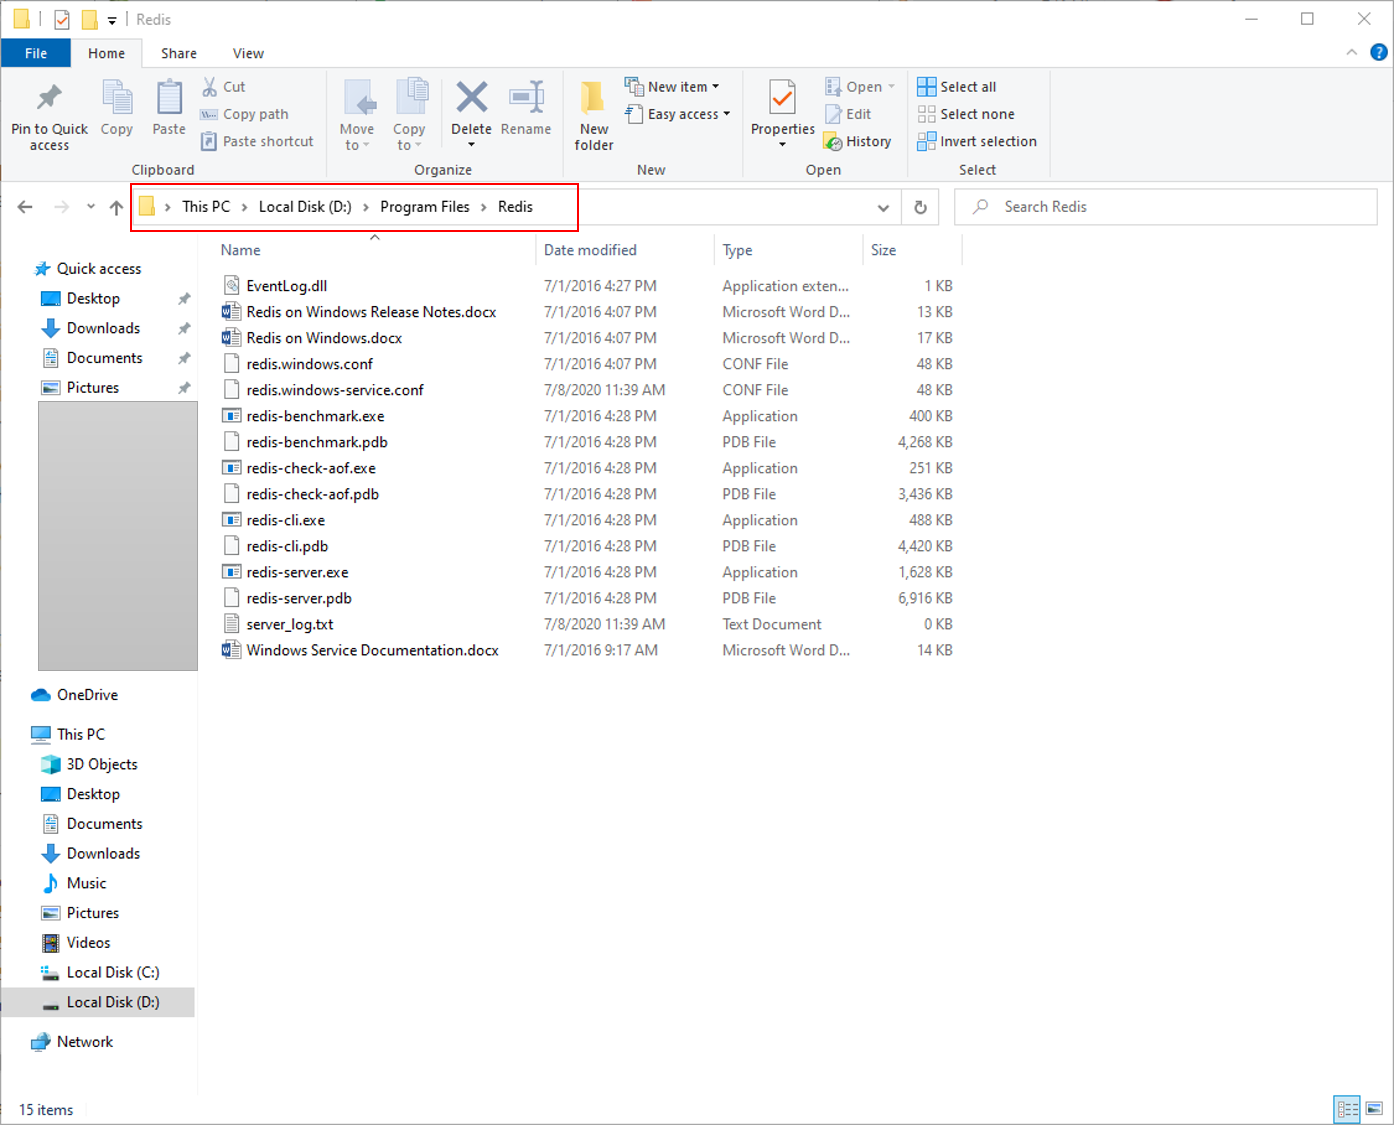 Redis
File Home Share View
Pin to Quick access
Copy
Paste
Cut
Copy path
Paste shortcut
Clipboard
Move to
Copy to
Delete
Rename
Organize
New folder
New item
Easy access
New
Properties
Open
Edit
History
Open
Select all
Select none
Invert selection
Select
This PC Local Disk (D:) Program Files Redis
Search Redis
Name Date modified Type Size
EventLog.dll 7/1/2016 4:27 PM Application exten... 1 KB
Redis on Windows Release Notes.docx 7/1/2016 4:07 PM Microsoft Word D... 13 KB
Redis on Windows.docx 7/1/2016 4:07 PM Microsoft Word D... 17 KB
redis.windows.conf 7/1/2016 4:07 PM CONF File 48 KB
redis.windows-service.conf 7/8/2020 11:39 AM CONF File 48 KB
redis-benchmark.exe 7/1/2016 4:28 PM Application 400 KB
redis-benchmark.pdb 7/1/2016 4:28 PM PDB File 4,268 KB
redis-check-aof.exe 7/1/2016 4:28 PM Application 251 KB
redis-check-aof.pdb 7/1/2016 4:28 PM PDB File 3,436 KB
redis-cli.exe 7/1/2016 4:28 PM Application 488 KB
redis-cli.pdb 7/1/2016 4:28 PM PDB File 4,420 KB
redis-server.exe 7/1/2016 4:28 PM Application 1,628 KB
redis-server.pdb 7/1/2016 4:28 PM PDB File 6,916 KB
server_log.txt 7/8/2020 11:39 AM Text Document 0 KB
Windows Service Documentation.docx 7/1/2016 9:17 AM Microsoft Word D... 14 KB
Quick access
Desktop
Downloads
Documents
Pictures
OneDrive
This PC
3D Objects
Desktop
Documents
Downloads
Music
Pictures
Videos
Local Disk (C:)
Local Disk (D:)
Network
15 items